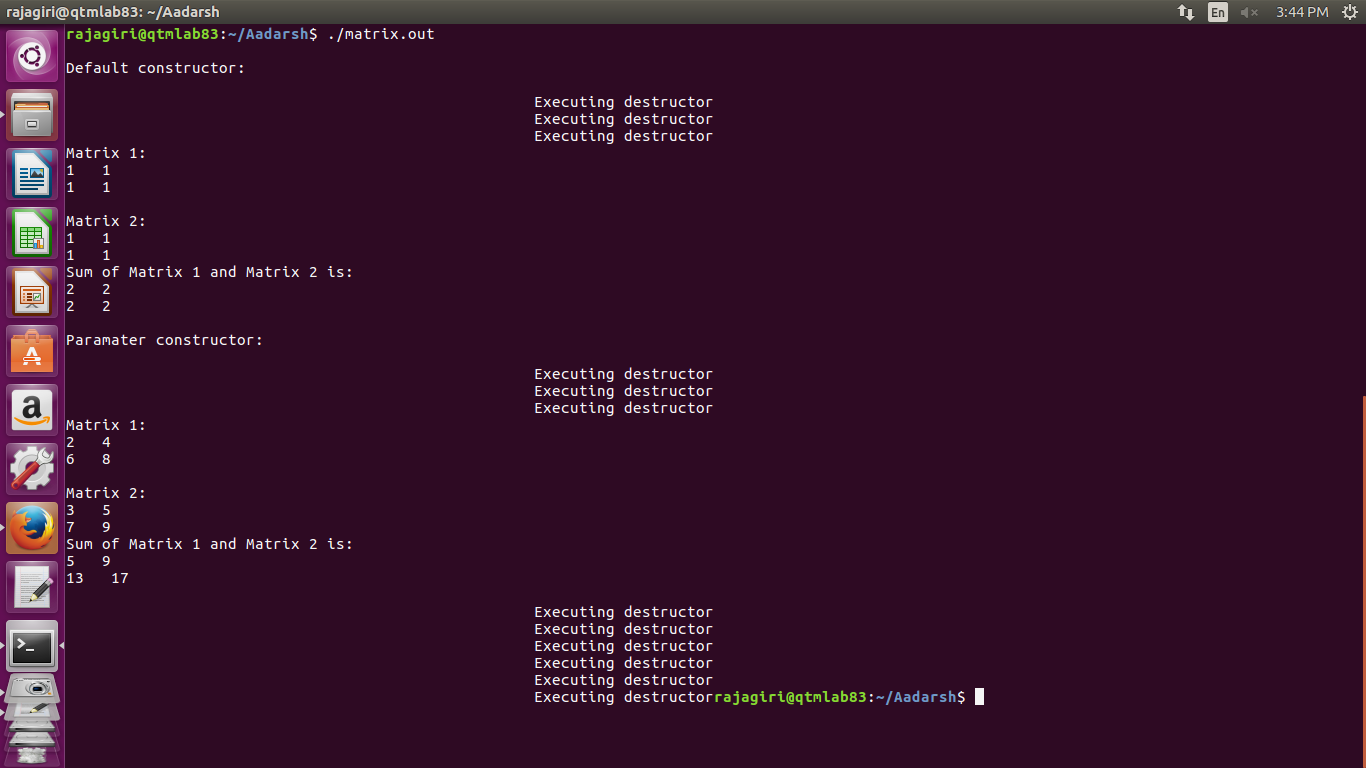 rajagiri@qtmlab83: ~/Aadarsh
En
3:44 PM
rajagiri@qtmlab83:~/Aadarsh$ ./matrix.out
Default constructor:
Executing destructor
Executing destructor
Executing destructor
Matrix 1:
1 1
1 1
Matrix 2:
1 1
1 1
Sum of Matrix 1 and Matrix 2 is:
2 2
2 2
Paramater constructor:
Executing destructor
Executing destructor
Executing destructor
Matrix 1:
2 4
6 8
Matrix 2:
3 5
7 9
Sum of Matrix 1 and Matrix 2 is:
5 9
13 17
Executing destructor
Executing destructor
Executing destructor
Executing destructor
Executing destructor
Executing destructorrajagiri@qtmlab83:~/Aadarsh$